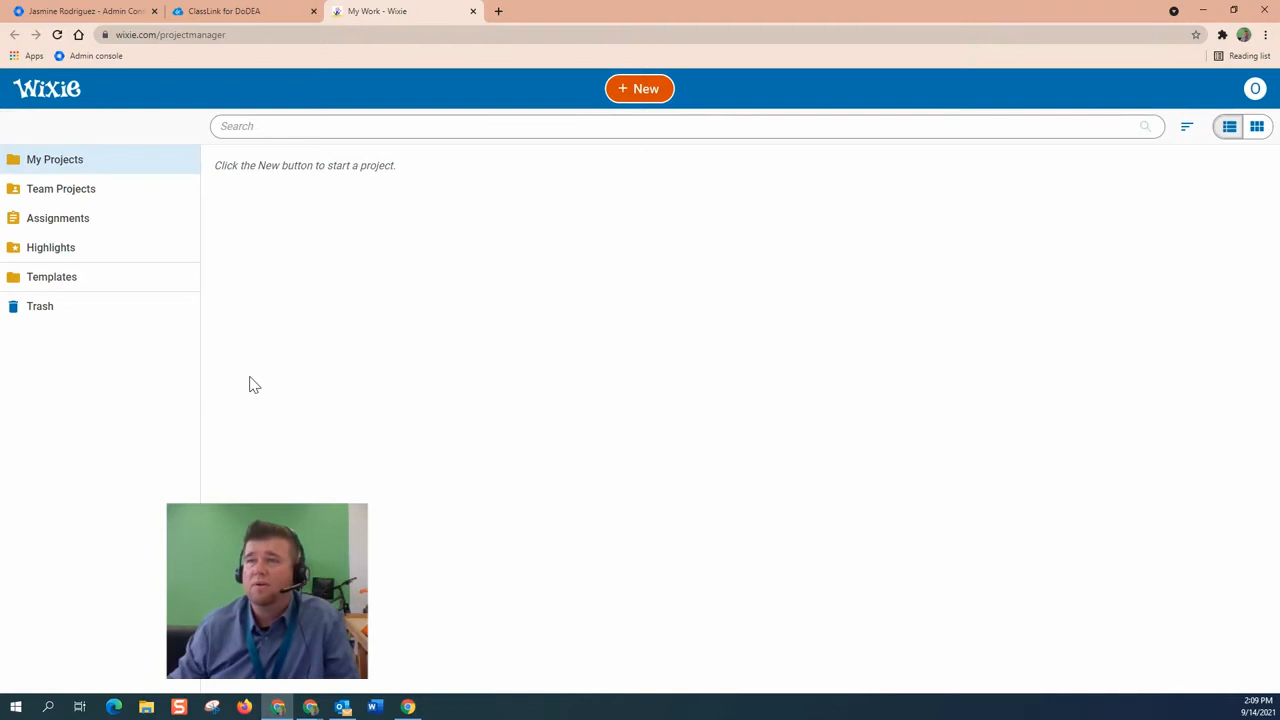 Jasmine Rodriguez - Admin Con
ClassLink for DoDEA
My Work - Wixie
wixie.com/projectmanager
Apps
Admin console
Reading list
Wixie
+ New
O
Search
My Projects
Click the New button to start a project.
Team Projects
Assignments
Highlights
Templates
Trash
2:09 PM
9/14/2021